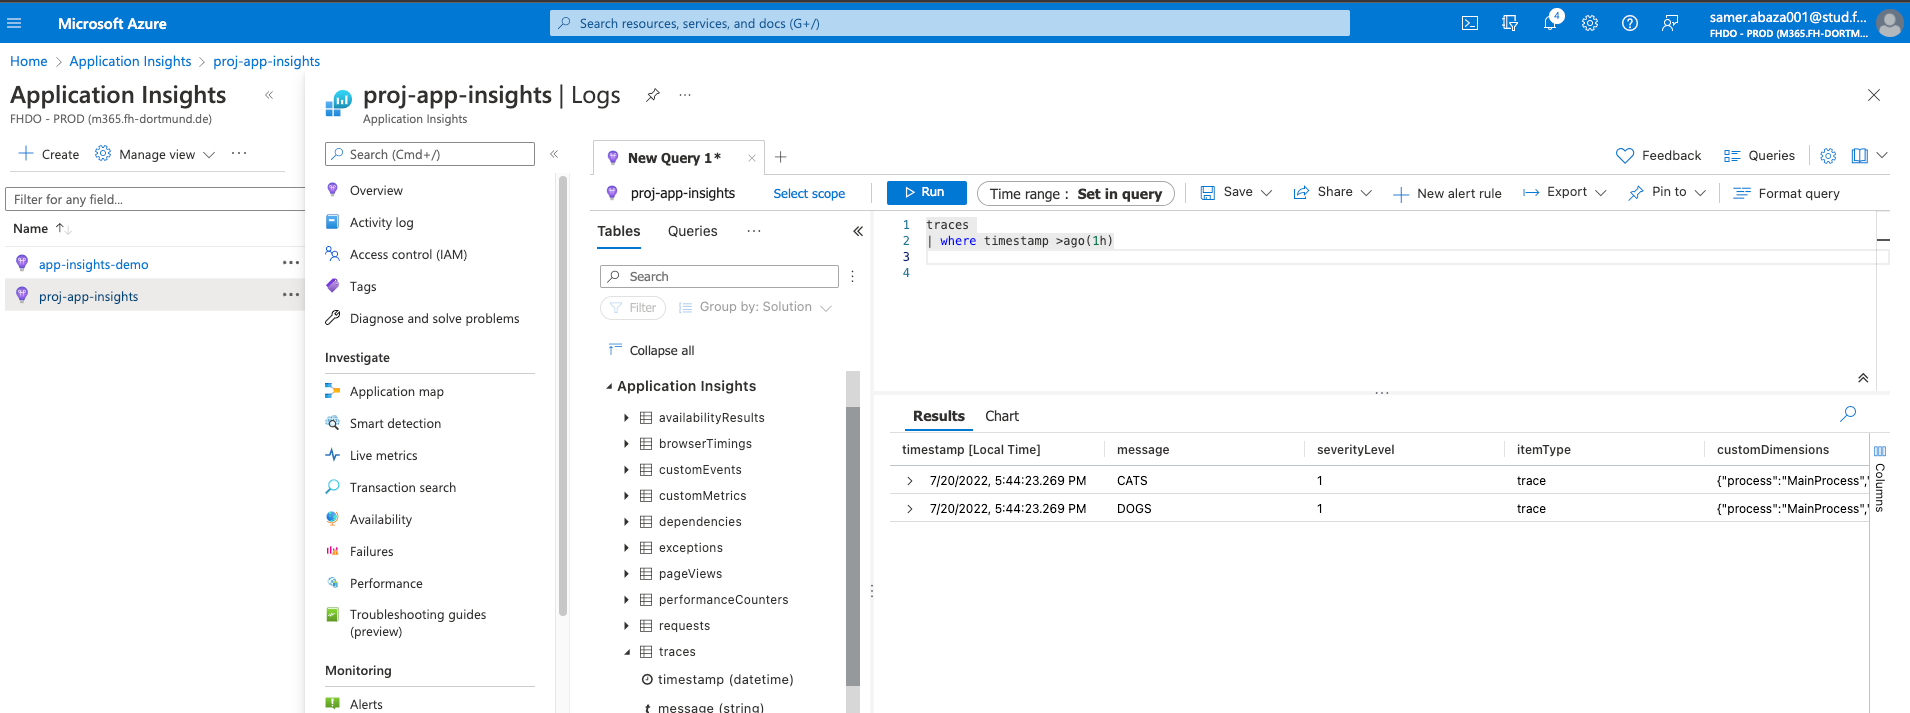 Microsoft Azure
Search resources, services, and docs (G+/)
4
samer.abaza001@stud.f...
FHDO - PROD (M365.FH-DORTM...
Home > Application Insights > proj-app-insights
Application Insights
FHDO - PROD (m365.fh-dortmund.de)
Create
Manage view
Filter for any field...
Name
app-insights-demo
proj-app-insights
proj-app-insights | Logs
Application Insights
Search (Cmd+/)
Overview
Activity log
Access control (IAM)
Tags
Diagnose and solve problems
Investigate
Application map
Smart detection
Live metrics
Transaction search
Availability
Failures
Performance
Troubleshooting guides
(preview)
Monitoring
Alerts
New Query 1*
Feedback
Queries
proj-app-insights
Select scope
Run
Time range : Set in query
Save
Share
New alert rule
Export
Pin to
Format query
Tables
Queries
Search
Filter
Group by: Solution
Collapse all
Application Insights
availabilityResults
browserTimings
customEvents
customMetrics
dependencies
exceptions
pageViews
performanceCounters
requests
traces
timestamp (datetime)
t message (string)
1 traces
2 | where timestamp >ago(1h)
3
4
Results
Chart
timestamp [Local Time] message severityLevel itemType customDimensions
7/20/2022, 5:44:23.269 PM CATS 1 trace {"process":"MainProcess","
7/20/2022, 5:44:23.269 PM DOGS 1 trace {"process":"MainProcess","
Columns